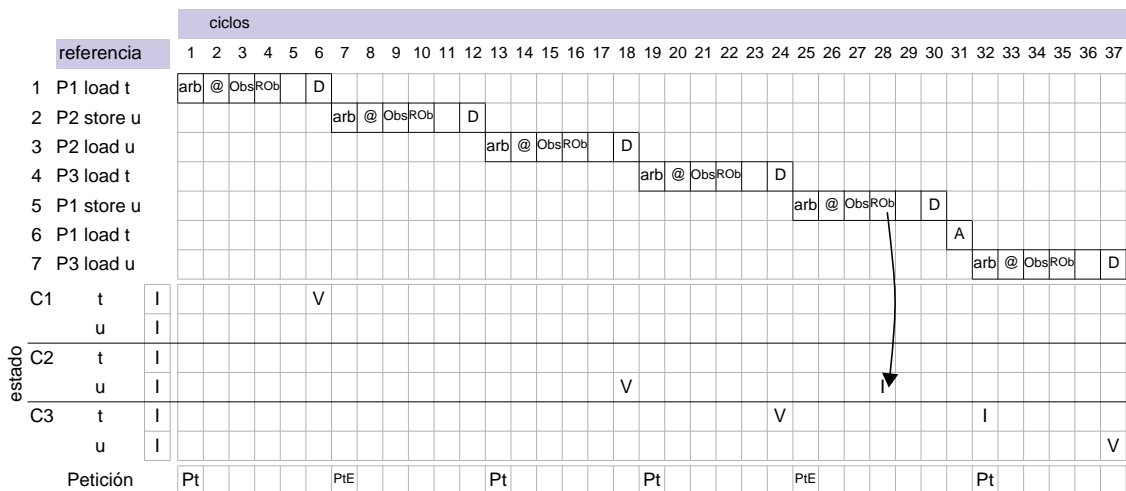 ciclos
referencia 1 2 3 4 5 6 7 8 9 10 11 12 13 14 15 16 17 18 19 20 21 22 23 24 25 26 27 28 29 30 31 32 33 34 35 36 37
1 P1 load t arb @ Obs ROb D
2 P2 store u arb @ Obs ROb D
3 P2 load u arb @ Obs ROb D
4 P3 load t arb @ Obs ROb D
5 P1 store u arb @ Obs ROb D
6 P1 load t A
7 P3 load u arb @ Obs ROb D
estado
C1 t I V
u I
C2 t I
u I V I
C3 t I V I
u I V
Petición Pt PtE Pt Pt PtE Pt